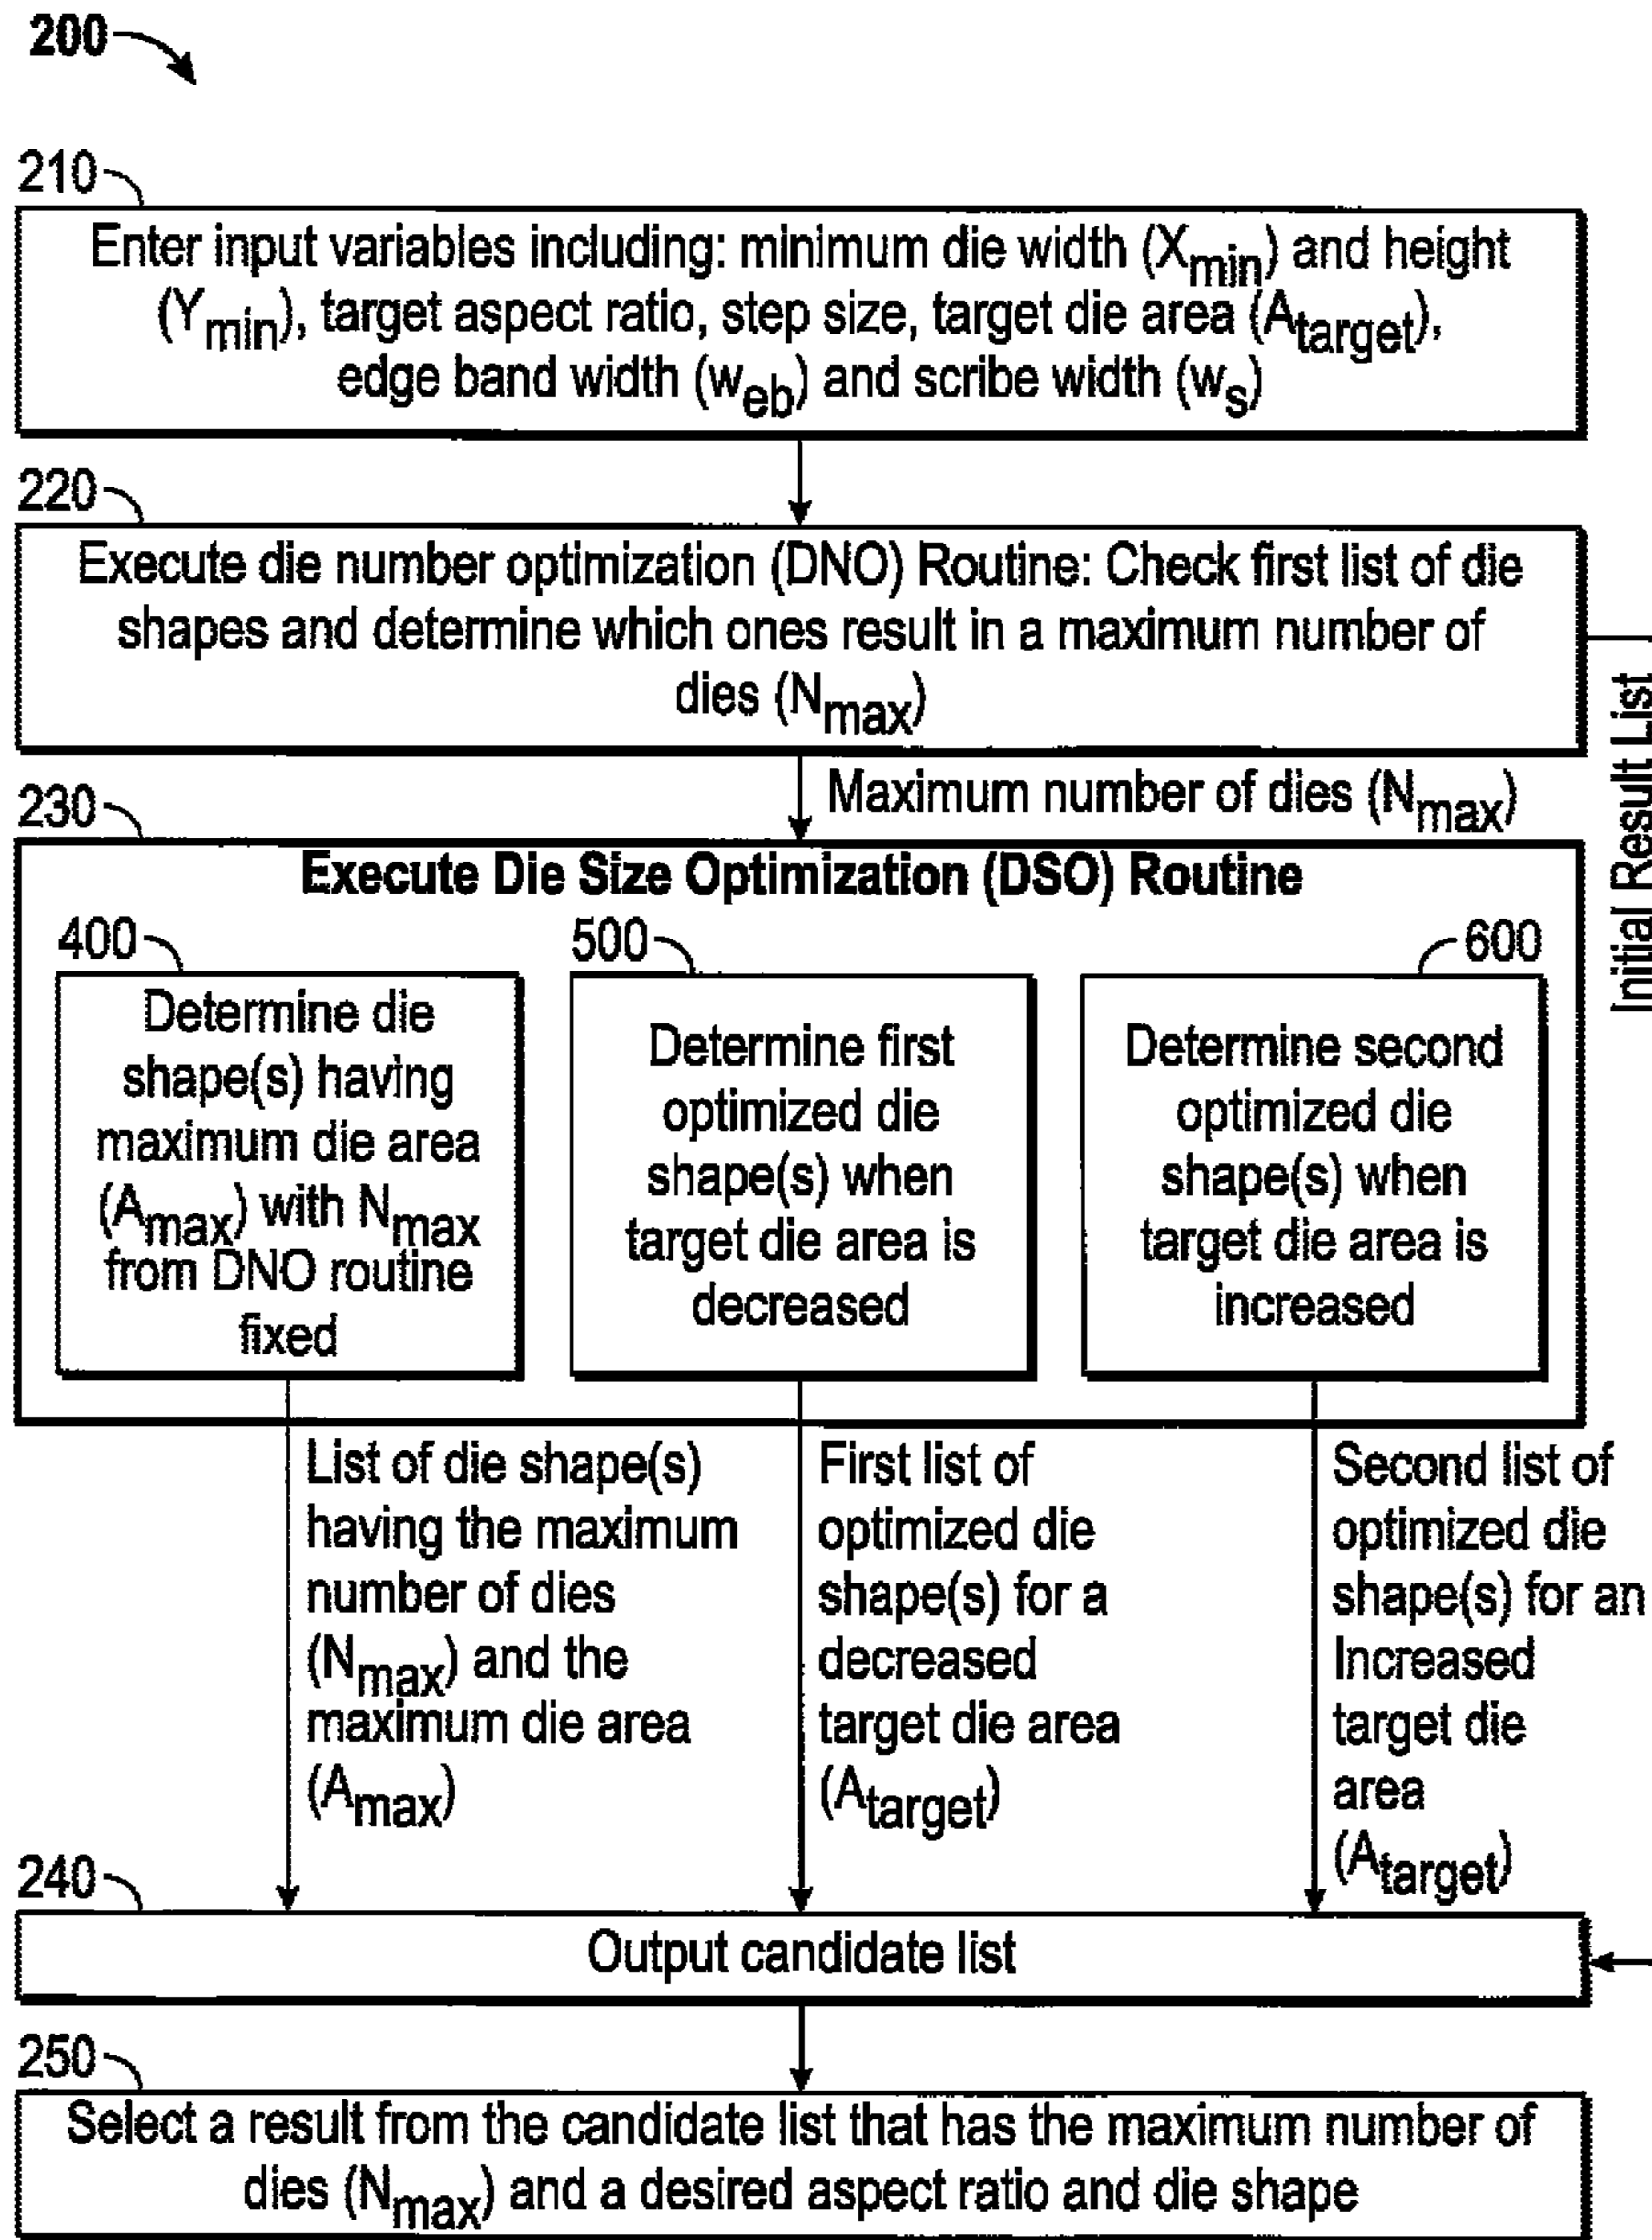 200
210
Enter input variables including: minimum die width (Xmin) and height
(Ymin), target aspect ratio, step size, target die area (Atarget),
edge band width (web) and scribe width (ws)
220
Execute die number optimization (DNO) Routine: Check first list of die
shapes and determine which ones result in a maximum number of
dies (Nmax)
Initial Result List
Maximum number of dies (Nmax)
230
Execute Die Size Optimization (DSO) Routine
400
Determine die
shape(s) having
maximum die area
(Amax) with Nmax
from DNO routine
fixed
500
Determine first
optimized die
shape(s) when
target die area is
decreased
600
Determine second
optimized die
shape(s) when
target die area is
increased
List of die shape(s)
having the maximum
number of dies
(Nmax) and the
maximum die area
(Amax)
First list of
optimized die
shape(s) for a
decreased
target die area
(Atarget)
Second list of
optimized die
shape(s) for an
Increased
target die
area
(Atarget)
240
Output candidate list
250
Select a result from the candidate list that has the maximum number of
dies (Nmax) and a desired aspect ratio and die shape